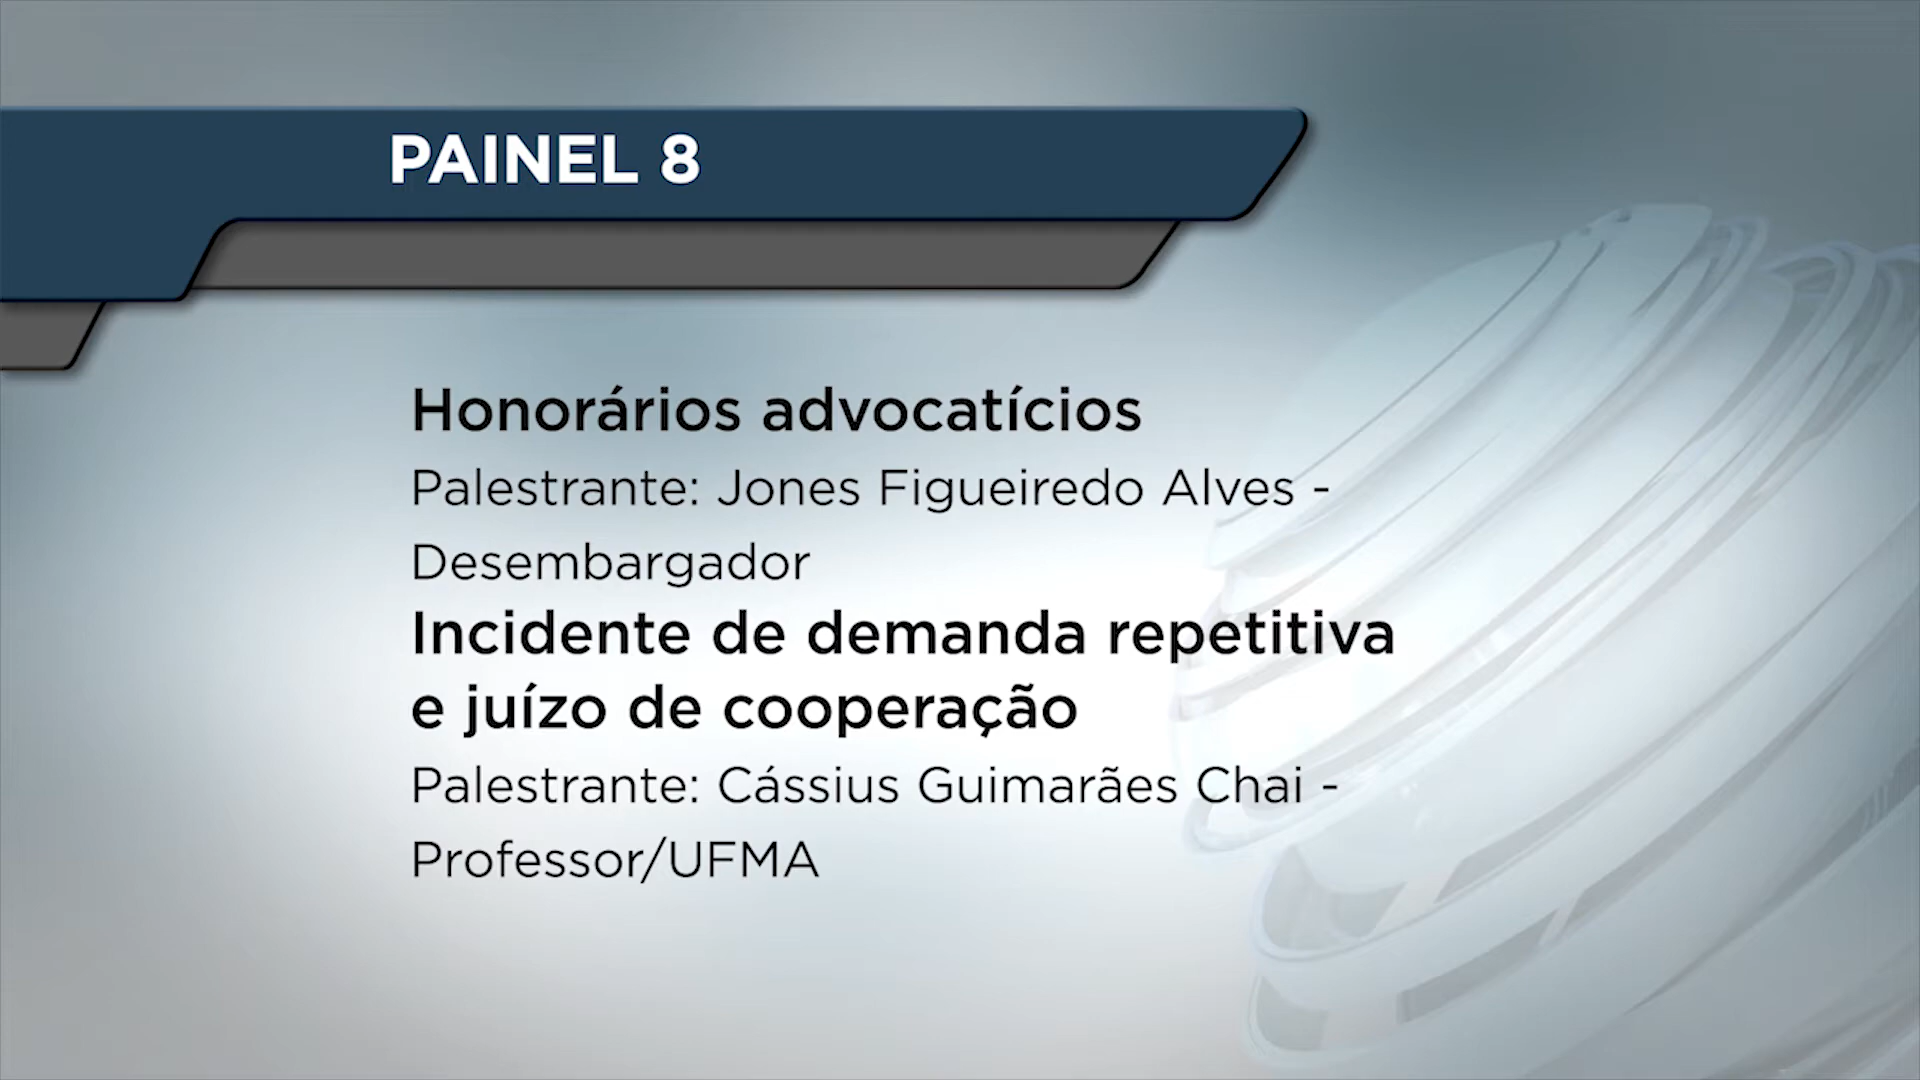 PAINEL 8
Honorários advocatícios
Palestrante: Jones Figueiredo Alves -
Desembargador
Incidente de demanda repetitiva
e juízo de cooperação
Palestrante: Cássius Guimarães Chai -
Professor/UFMA